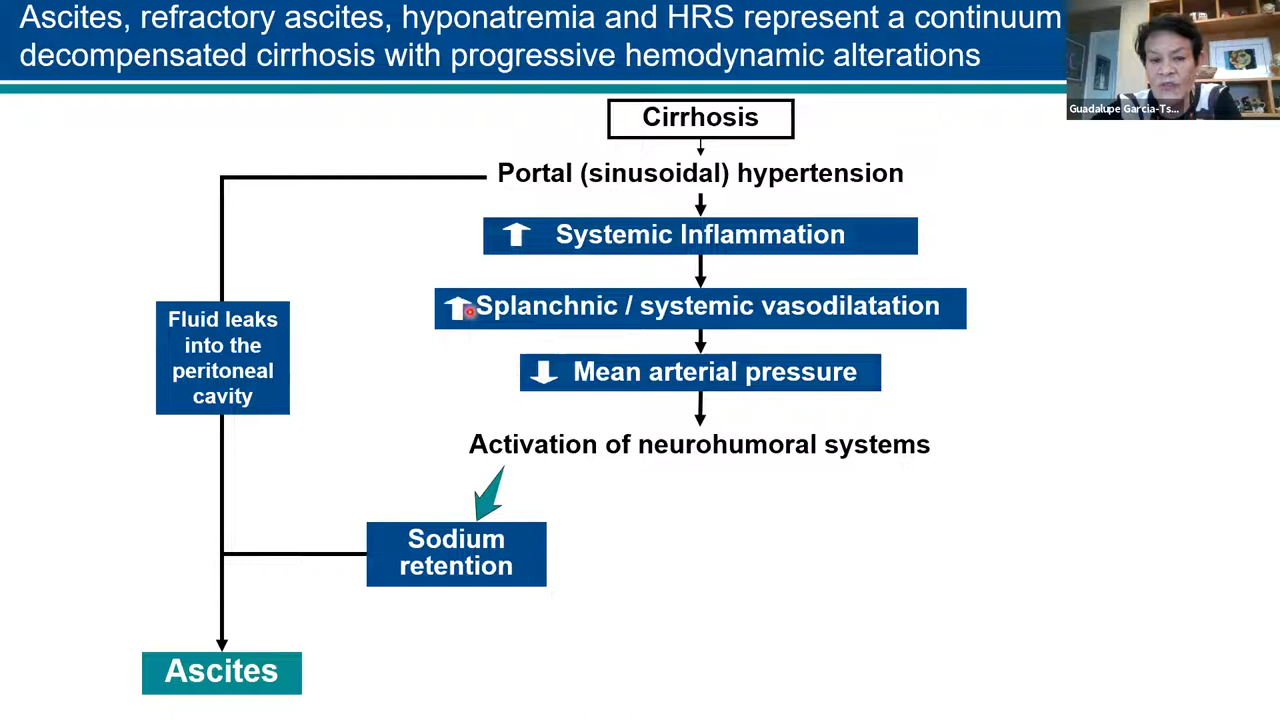 Ascites, refractory ascites, hyponatremia and HRS represent a continuum
decompensated cirrhosis with progressive hemodynamic alterations
Guadalupe Garcia-Ts...
Cirrhosis
Portal (sinusoidal) hypertension
Systemic Inflammation
Splanchnic / systemic vasodilatation
Fluid leaks
into the
peritoneal
cavity
Mean arterial pressure
Activation of neurohumoral systems
Sodium
retention
Ascites